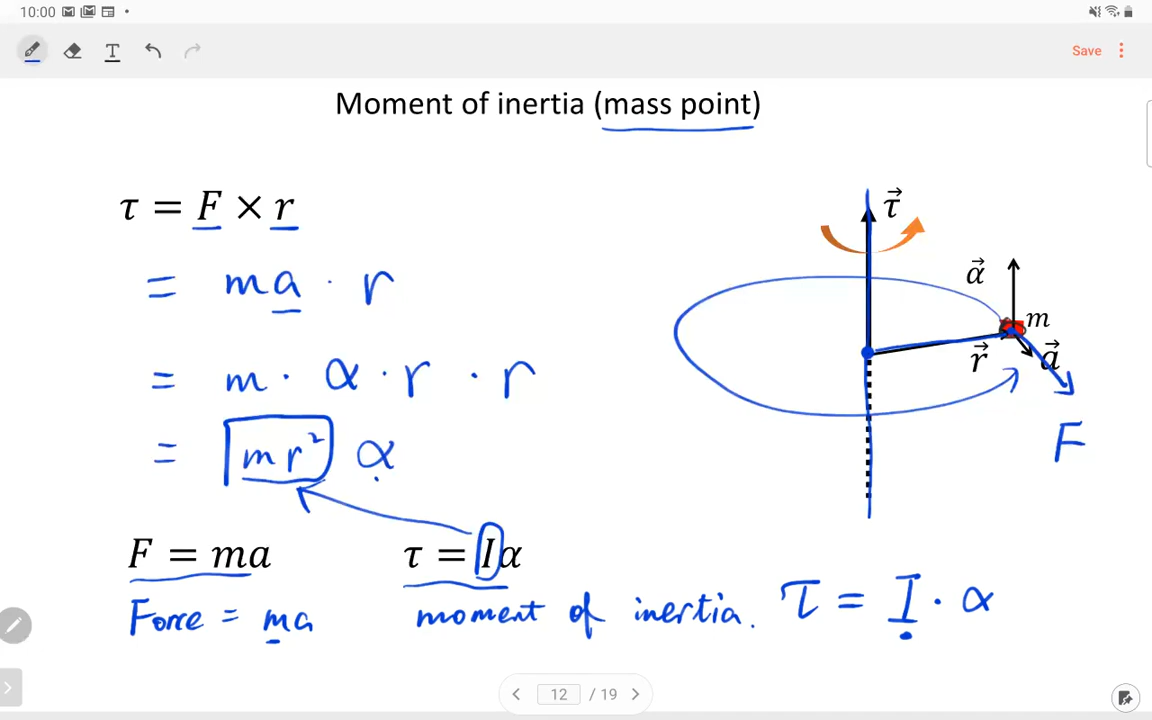 10:00
Save
Moment of inertia (mass point)
τ = F × r
= ma · r
= m · α · r · r
= mr² α
F = ma
τ = Iα
Force = ma
moment of inertia.
τ = I · α
τ⃗
α⃗
m
r⃗
a⃗
F
12 / 19